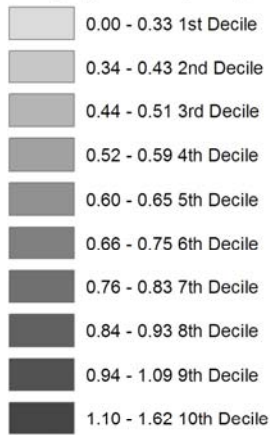 0.00 - 0.33 1st Decile
0.34 - 0.43 2nd Decile
0.44 - 0.51 3rd Decile
0.52 - 0.59 4th Decile
0.60 - 0.65 5th Decile
0.66 - 0.75 6th Decile
0.76 - 0.83 7th Decile
0.84 - 0.93 8th Decile
0.94 - 1.09 9th Decile
1.10 - 1.62 10th Decile